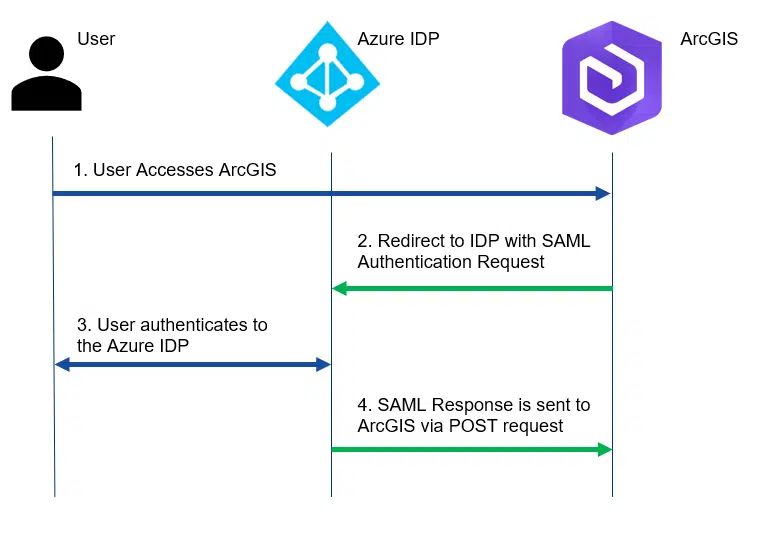 User
Azure IDP
ArcGIS
1. User Accesses ArcGIS
2. Redirect to IDP with SAML
Authentication Request
3. User authenticates to
the Azure IDP
4. SAML Response is sent to
ArcGIS via POST request